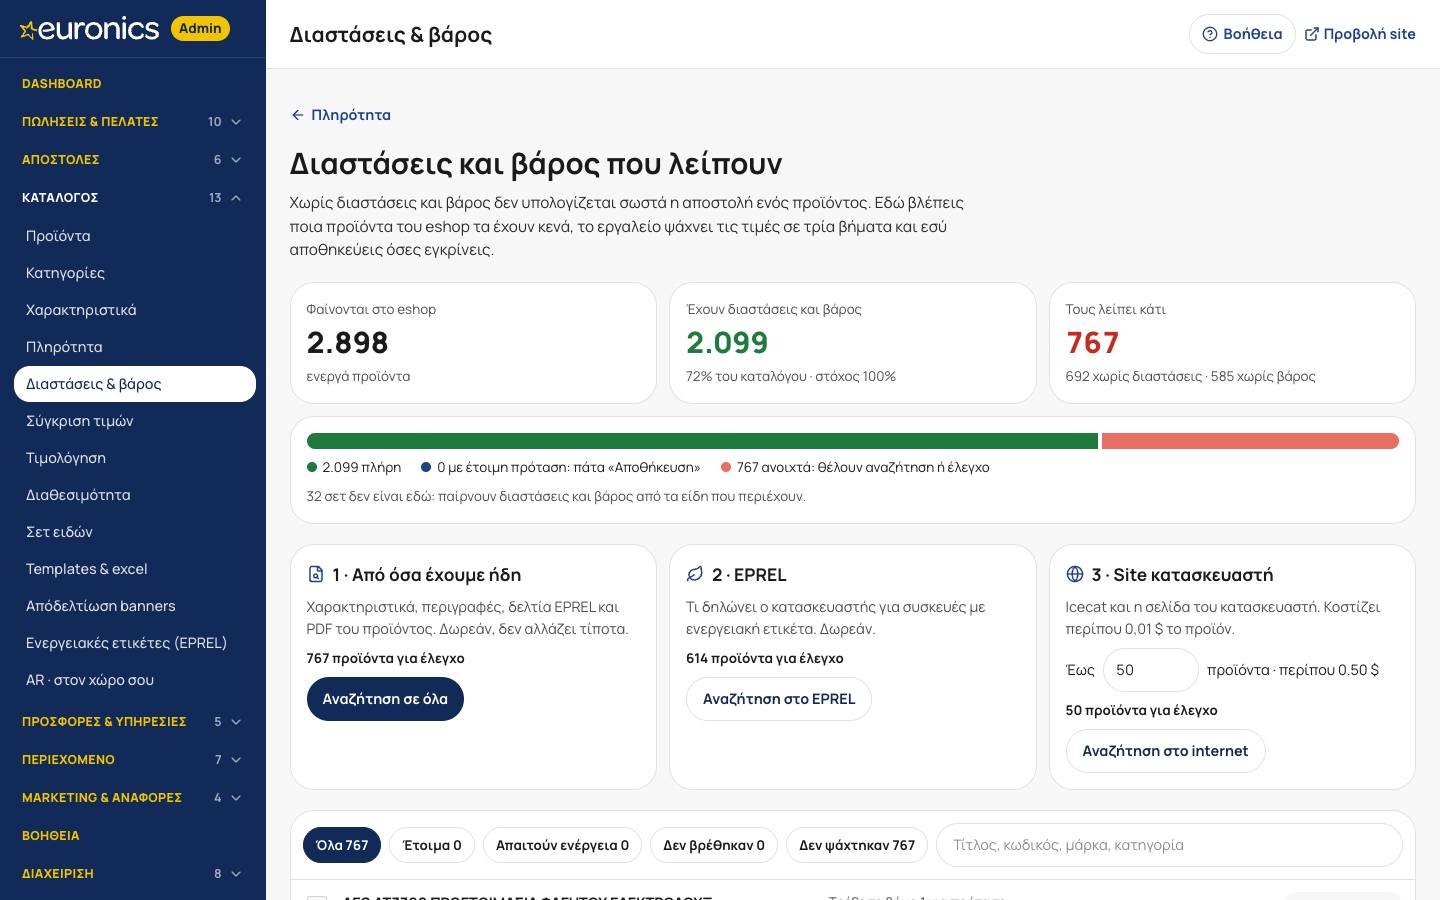 euronics Admin
DASHBOARD
ΠΩΛΗΣΕΙΣ & ΠΕΛΑΤΕΣ 10
ΑΠΟΣΤΟΛΕΣ 6
ΚΑΤΑΛΟΓΟΣ 13
Προϊόντα
Κατηγορίες
Χαρακτηριστικά
Πληρότητα
Διαστάσεις & βάρος
Σύγκριση τιμών
Τιμολόγηση
Διαθεσιμότητα
Σετ ειδών
Templates & excel
Απόδελτίωση banners
Ενεργειακές ετικέτες (EPREL)
AR · στον χώρο σου
ΠΡΟΣΦΟΡΕΣ & ΥΠΗΡΕΣΙΕΣ 5
ΠΕΡΙΕΧΟΜΕΝΟ 7
MARKETING & ΑΝΑΦΟΡΕΣ 4
ΒΟΗΘΕΙΑ
ΔΙΑΧΕΙΡΙΣΗ 8
Διαστάσεις & βάρος
Βοήθεια
Προβολή site
Πληρότητα
Διαστάσεις και βάρος που λείπουν
Χωρίς διαστάσεις και βάρος δεν υπολογίζεται σωστά η αποστολή ενός προϊόντος. Εδώ βλέπεις
ποια προϊόντα του eshop τα έχουν κενά, το εργαλείο ψάχνει τις τιμές σε τρία βήματα και εσύ
αποθηκεύεις όσες εγκρίνεις.
Φαίνονται στο eshop
2.898
ενεργά προϊόντα
Έχουν διαστάσεις και βάρος
2.099
72% του καταλόγου · στόχος 100%
Τους λείπει κάτι
767
692 χωρίς διαστάσεις · 585 χωρίς βάρος
2.099 πλήρη
0 με έτοιμη πρόταση: πάτα «Αποθήκευση»
767 ανοιχτά: θέλουν αναζήτηση ή έλεγχο
32 σετ δεν είναι εδώ: παίρνουν διαστάσεις και βάρος από τα είδη που περιέχουν.
1 · Από όσα έχουμε ήδη
Χαρακτηριστικά, περιγραφές, δελτία EPREL και
PDF του προϊόντος. Δωρεάν, δεν αλλάζει τίποτα.
767 προϊόντα για έλεγχο
Αναζήτηση σε όλα
2 · EPREL
Τι δηλώνει ο κατασκευαστής για συσκευές με
ενεργειακή ετικέτα. Δωρεάν.
614 προϊόντα για έλεγχο
Αναζήτηση στο EPREL
3 · Site κατασκευαστή
Icecat και η σελίδα του κατασκευαστή. Κοστίζει
περίπου 0,01 $ το προϊόν.
Έως 50 προϊόντα · περίπου 0.50 $
50 προϊόντα για έλεγχο
Αναζήτηση στο internet
Όλα 767
Έτοιμα 0
Απαιτούν ενέργεια 0
Δεν βρέθηκαν 0
Δεν ψάχτηκαν 767
Τίτλος, κωδικός, μάρκα, κατηγορία